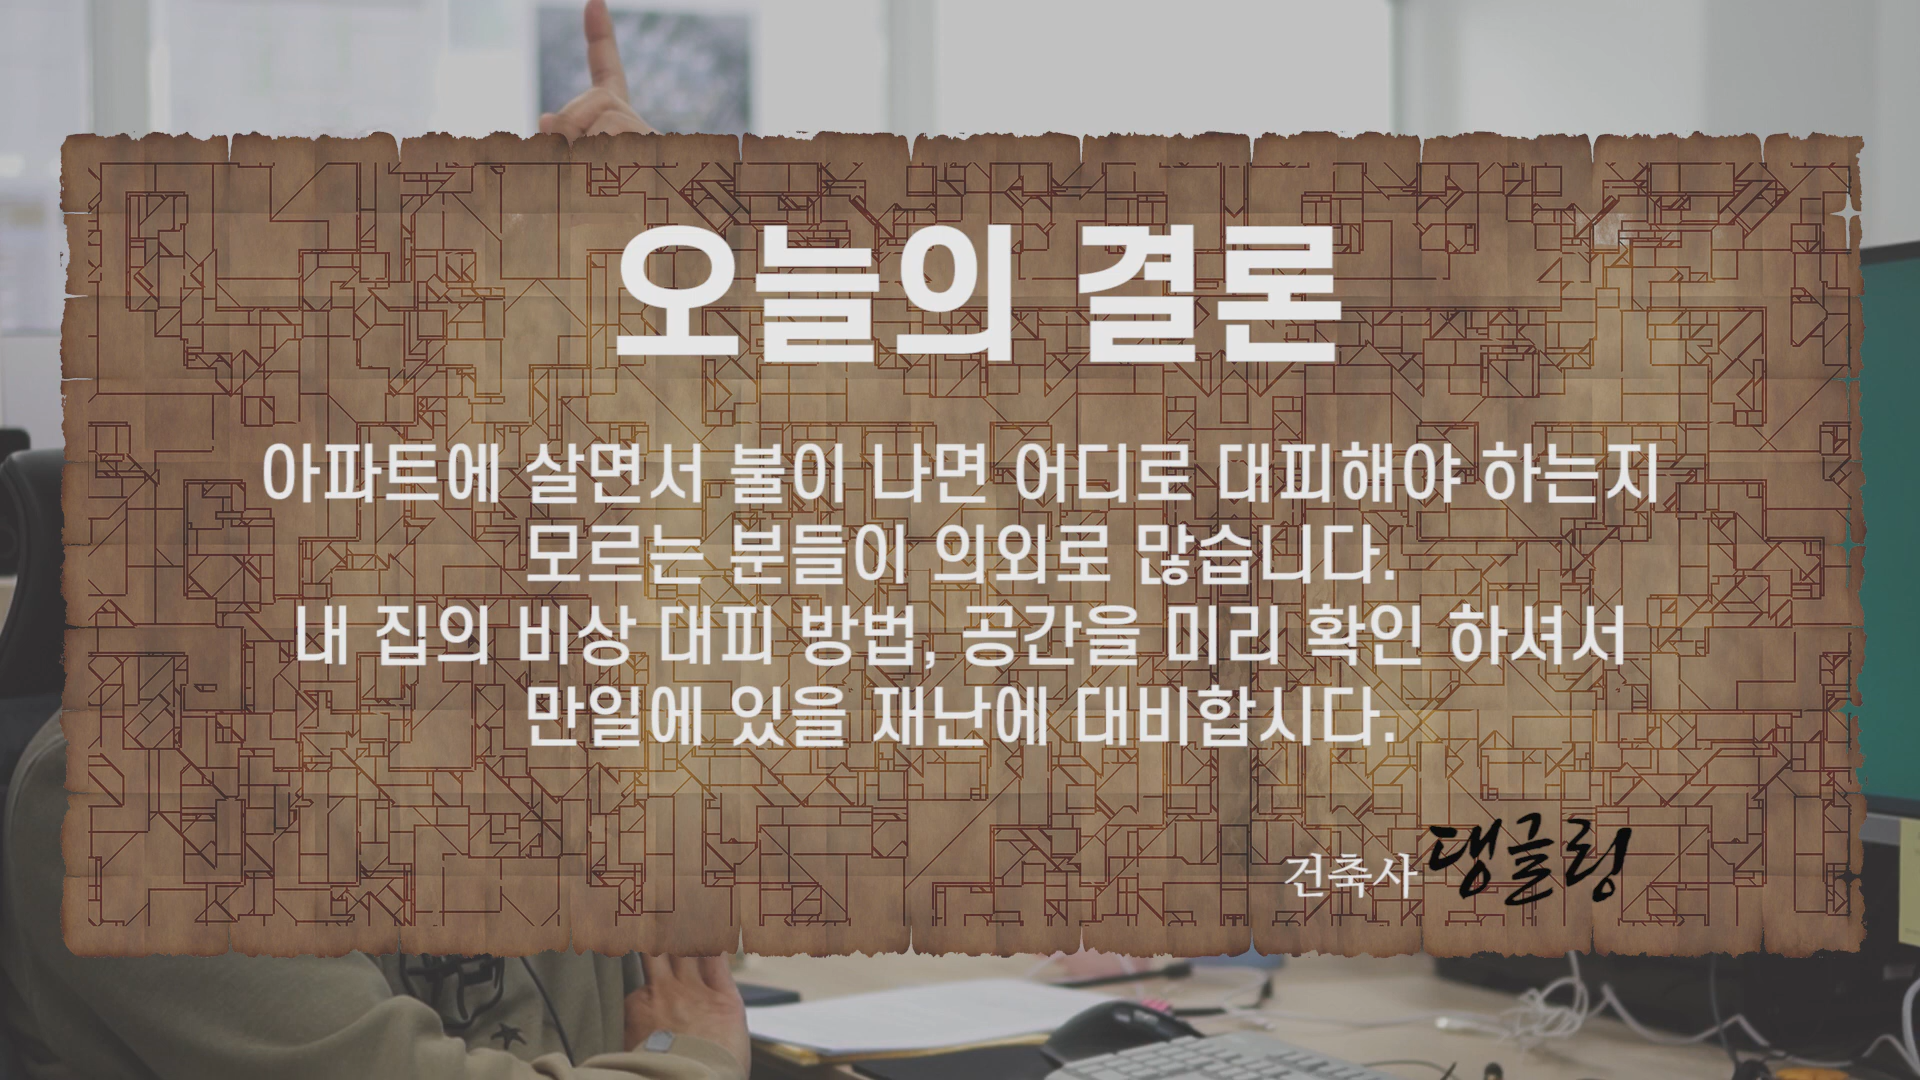 오늘의 결론
아파트에 살면서 불이 나면 어디로 대피해야 하는지
모르는 분들이 의외로 많습니다.
내 집의 비상 대피 방법, 공간을 미리 확인 하셔서
만일에 있을 재난에 대비합시다.
건축사 댕글링